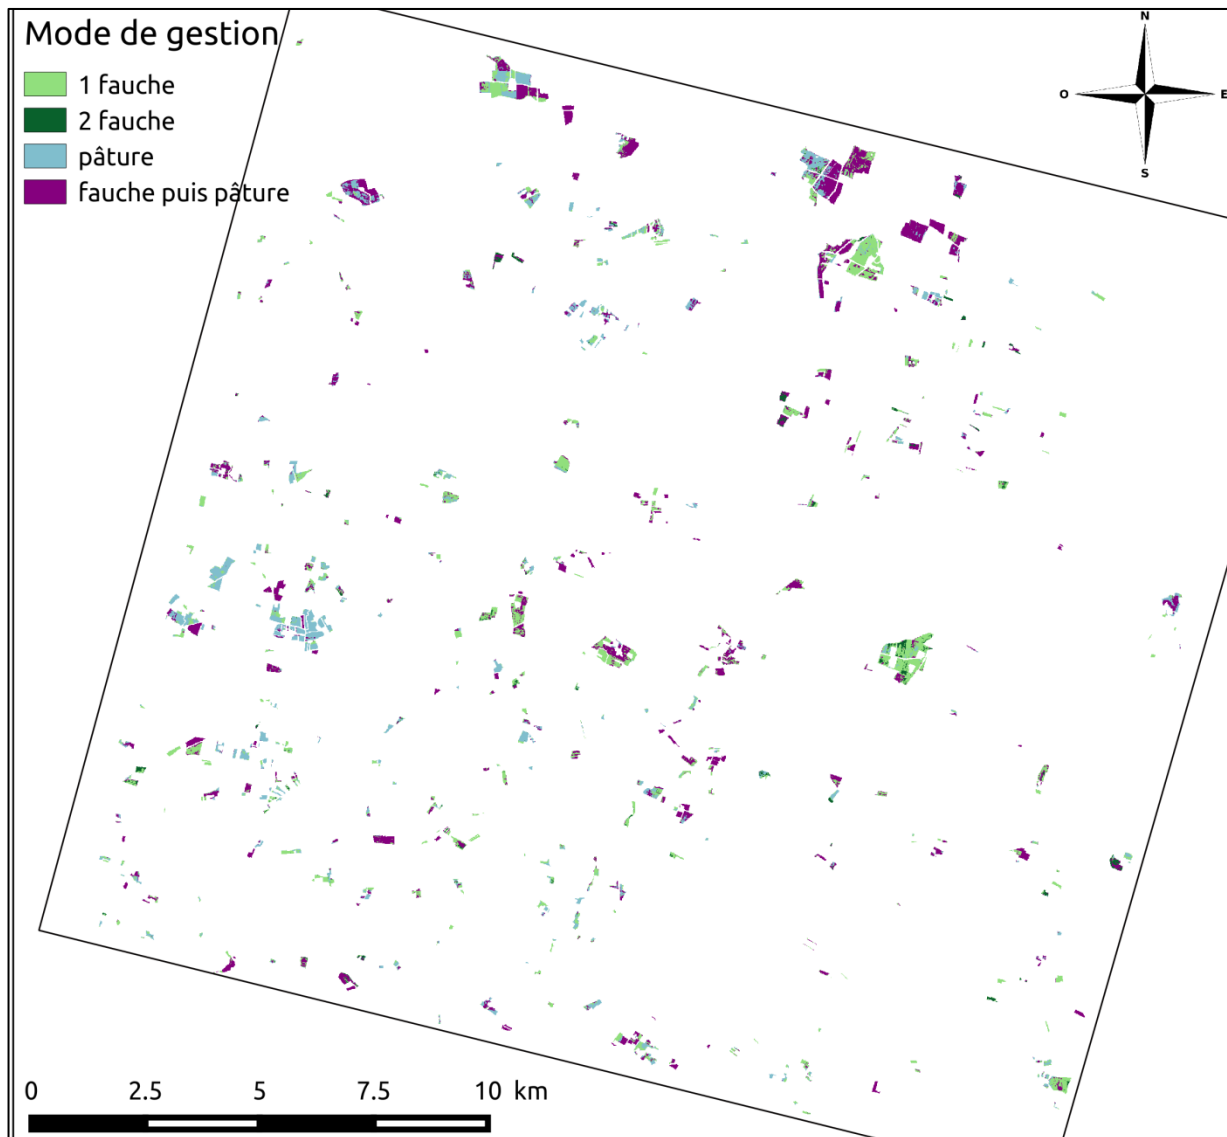 Mode de gestion
1 fauche
2 fauche
pâture
fauche puis pâture
N
O
E
S
0 2.5 5 7.5 10 km